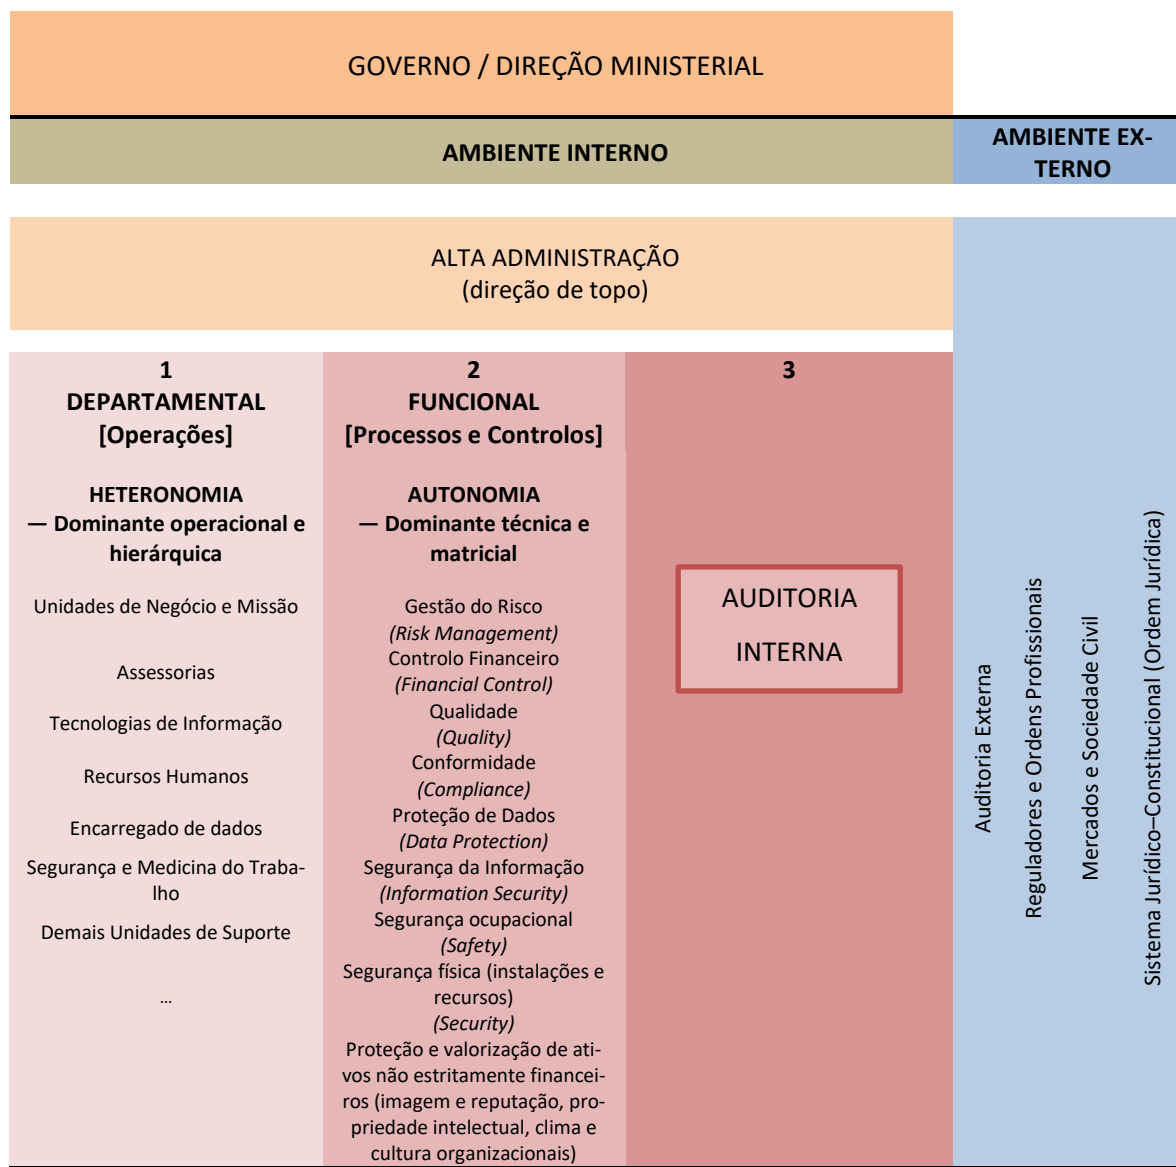 GOVERNO / DIREÇÃO MINISTERIAL
AMBIENTE INTERNO
AMBIENTE EX-
TERNO
ALTA ADMINISTRAÇÃO
(direção de topo)
1
DEPARTAMENTAL
[Operações]
HETERONOMIA
— Dominante operacional e
hierárquica
Unidades de Negócio e Missão
Assessorias
Tecnologias de Informação
Recursos Humanos
Encarregado de dados
Segurança e Medicina do Traba-
lho
Demais Unidades de Suporte
...
2
FUNCIONAL
[Processos e Controlos]
AUTONOMIA
— Dominante técnica e
matricial
Gestão do Risco
(Risk Management)
Controlo Financeiro
(Financial Control)
Qualidade
(Quality)
Conformidade
(Compliance)
Proteção de Dados
(Data Protection)
Segurança da Informação
(Information Security)
Segurança ocupacional
(Safety)
Segurança física (instalações e
recursos)
(Security)
Proteção e valorização de ati-
vos não estritamente financei-
ros (imagem e reputação, pro-
priedade intelectual, clima e
cultura organizacionais)
3
AUDITORIA
INTERNA
Auditoria Externa
Reguladores e Ordens Profissionais
Mercados e Sociedade Civil
Sistema Jurídico–Constitucional (Ordem Jurídica)